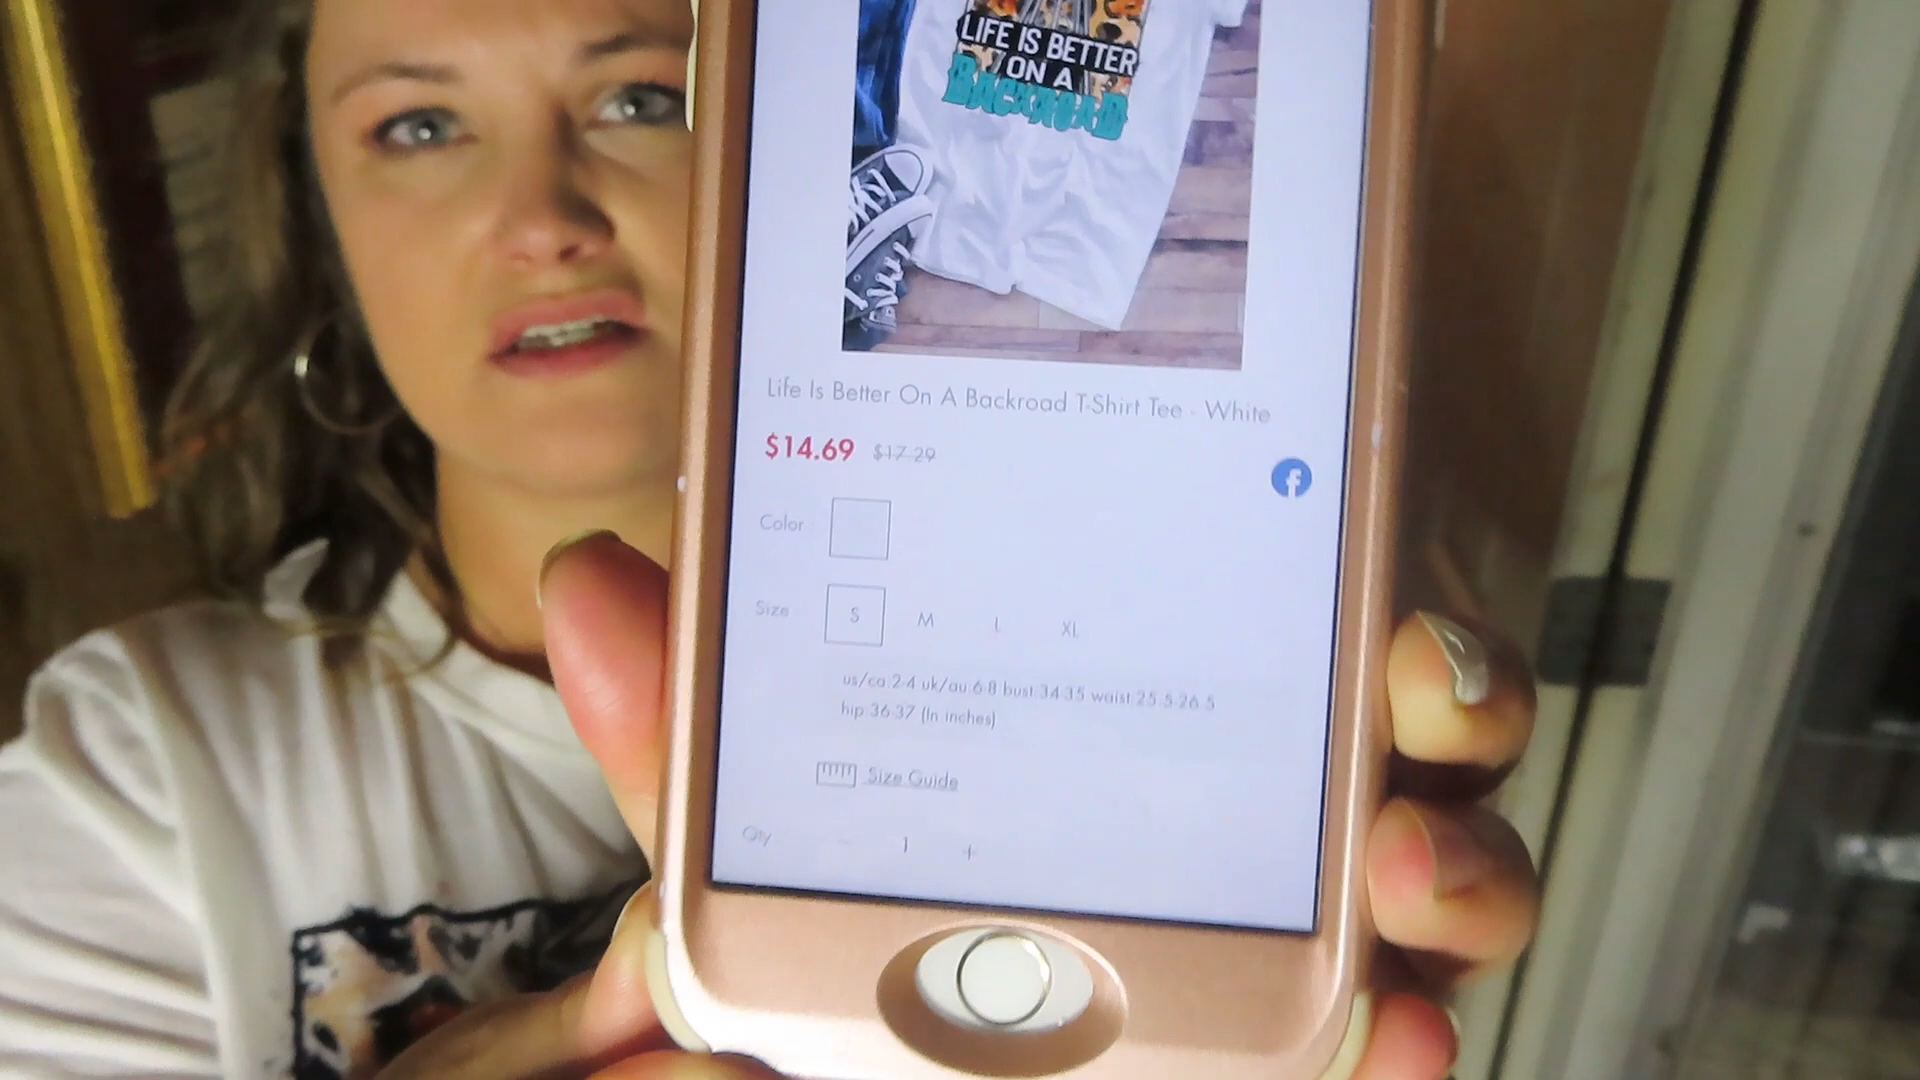 LIFE IS BETTER
ON A
BACKROAD
Life Is Better On A Backroad T-Shirt Tee - White
$14.69 $17.29
Color
Size S M L XL
us/ca:2-4 uk/au:6-8 bust:34-35 waist:25.5-26.5
hip:36-37 (In inches)
Size Guide
Qty - 1 +